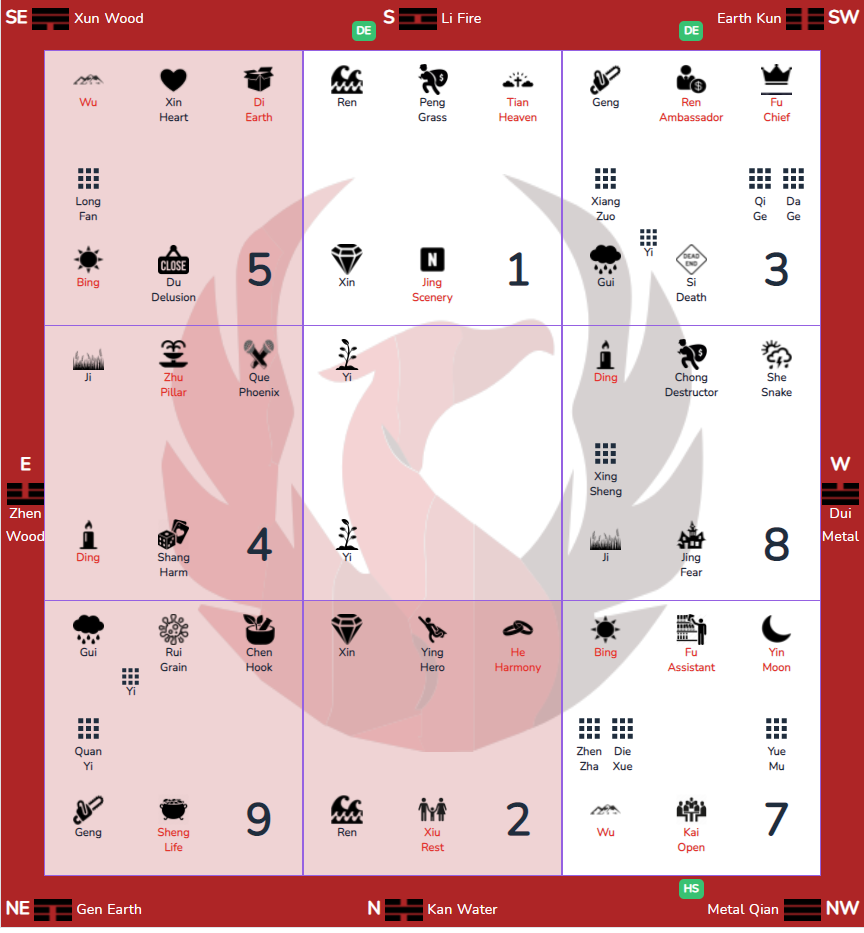 SE Xun Wood
DE
S Li Fire
DE
Earth Kun SW
Wu
Xin
Heart
Di
Earth
Long
Fan
Bing
CLOSE
Du
Delusion
5
Ren
Peng
Grass
Tian
Heaven
Xin
N
Jing
Scenery
1
Geng
Ren
Ambassador
Fu
Chief
Xiang
Zuo
Qi
Ge
Da
Ge
Yi
Gui
DEAD
END
Si
Death
3
E
Zhen
Wood
Ji
Zhu
Pillar
Que
Phoenix
Ding
Shang
Harm
4
Yi
Yi
Ding
Chong
Destructor
She
Snake
Xing
Sheng
Ji
Jing
Fear
8
W
Dui
Metal
Gui
Rui
Grain
Chen
Hook
Yi
Quan
Yi
Geng
Sheng
Life
9
Xin
Ying
Hero
He
Harmony
Ren
Xiu
Rest
2
Bing
Fu
Assistant
Yin
Moon
Zhen
Zha
Die
Xue
Yue
Mu
Wu
Kai
Open
7
NE Gen Earth
N Kan Water
HS
Metal Qian NW